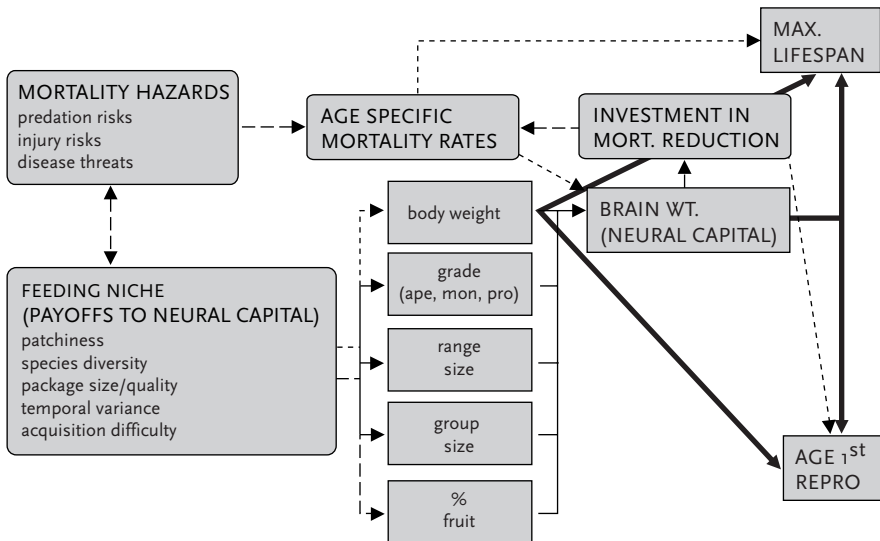 MAX.
LIFESPAN
MORTALITY HAZARDS
predation risks
injury risks
disease threats
AGE SPECIFIC
MORTALITY RATES
INVESTMENT IN
MORT. REDUCTION
body weight
BRAIN WT.
(NEURAL CAPITAL)
FEEDING NICHE
(PAYOFFS TO NEURAL CAPITAL)
patchiness
species diversity
package size/quality
temporal variance
acquisition difficulty
grade
(ape, mon, pro)
range
size
group
size
%
fruit
AGE 1st
REPRO